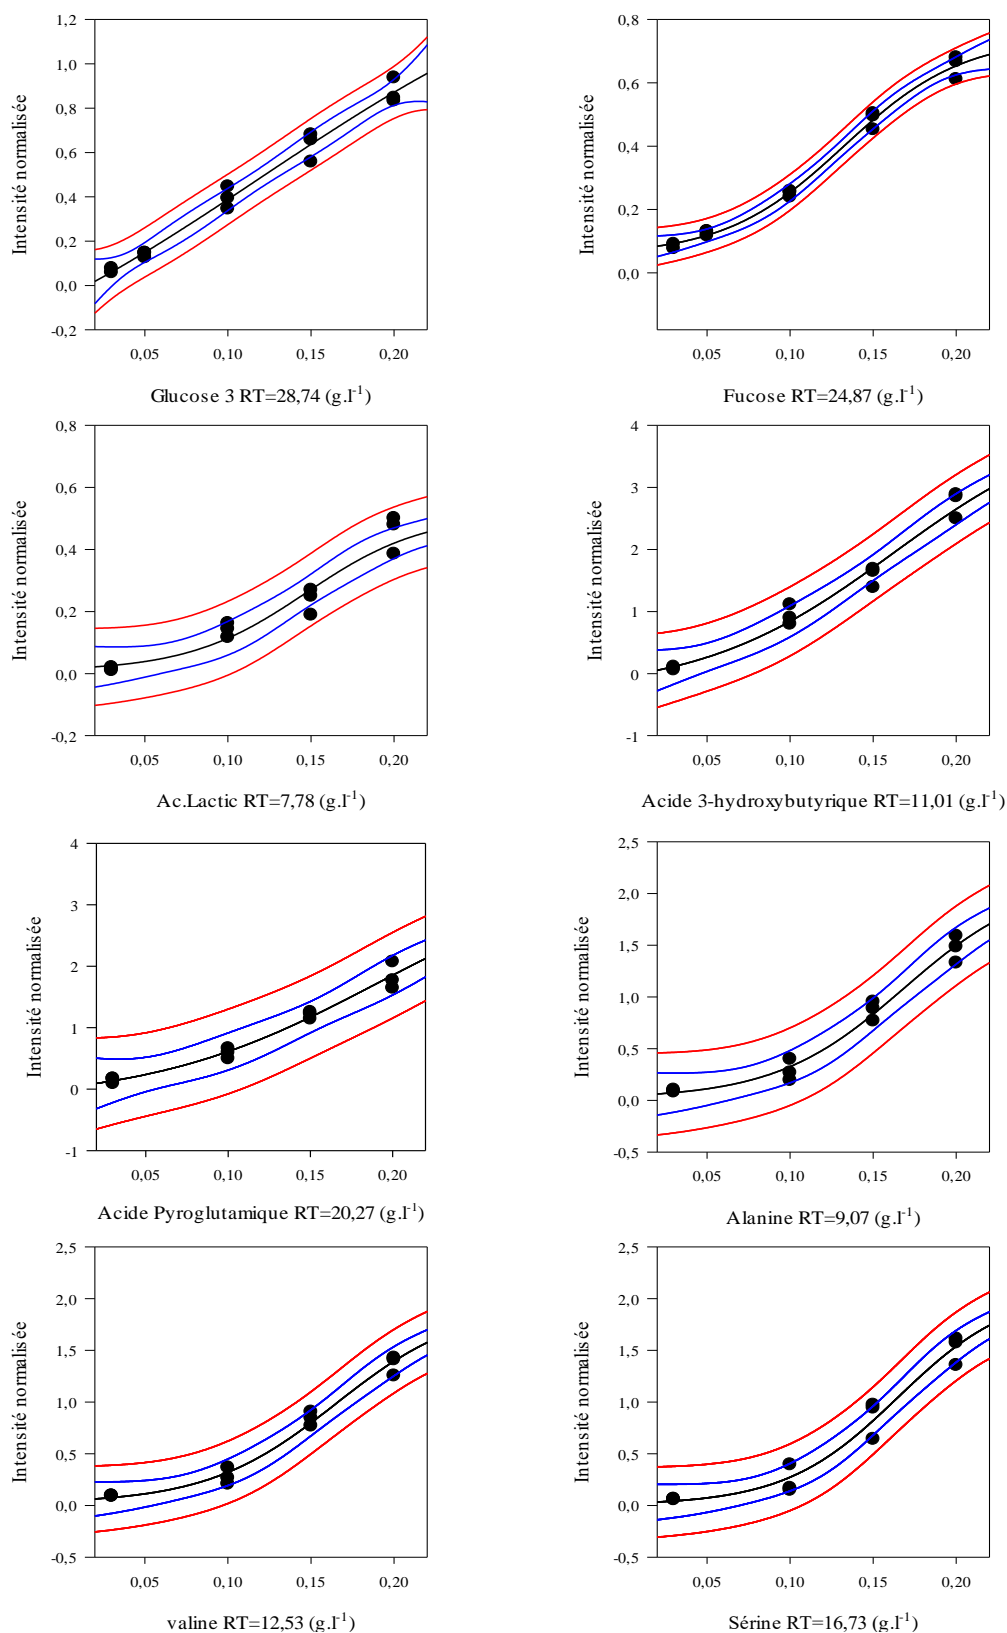 1,2
1,0
0,8
0,6
0,4
0,2
0,0
-0,2
Intensité normalisée
0,05 0,10 0,15 0,20
Glucose 3 RT=28,74 (g.l⁻¹)
0,8
0,6
0,4
0,2
0,0
Intensité normalisée
0,05 0,10 0,15 0,20
Fucose RT=24,87 (g.l⁻¹)
0,8
0,6
0,4
0,2
0,0
-0,2
Intensité normalisée
0,05 0,10 0,15 0,20
Ac.Lactic RT=7,78 (g.l⁻¹)
4
3
2
1
0
-1
Intensité normalisée
0,05 0,10 0,15 0,20
Acide 3-hydroxybutyrique RT=11,01 (g.l⁻¹)
4
3
2
1
0
-1
Intensité normalisée
0,05 0,10 0,15 0,20
Acide Pyroglutamique RT=20,27 (g.l⁻¹)
2,5
2,0
1,5
1,0
0,5
0,0
-0,5
Intensité normalisée
0,05 0,10 0,15 0,20
Alanine RT=9,07 (g.l⁻¹)
2,5
2,0
1,5
1,0
0,5
0,0
-0,5
Intensité normalisée
0,05 0,10 0,15 0,20
valine RT=12,53 (g.l⁻¹)
2,5
2,0
1,5
1,0
0,5
0,0
-0,5
Intensité normalisée
0,05 0,10 0,15 0,20
Sérine RT=16,73 (g.l⁻¹)